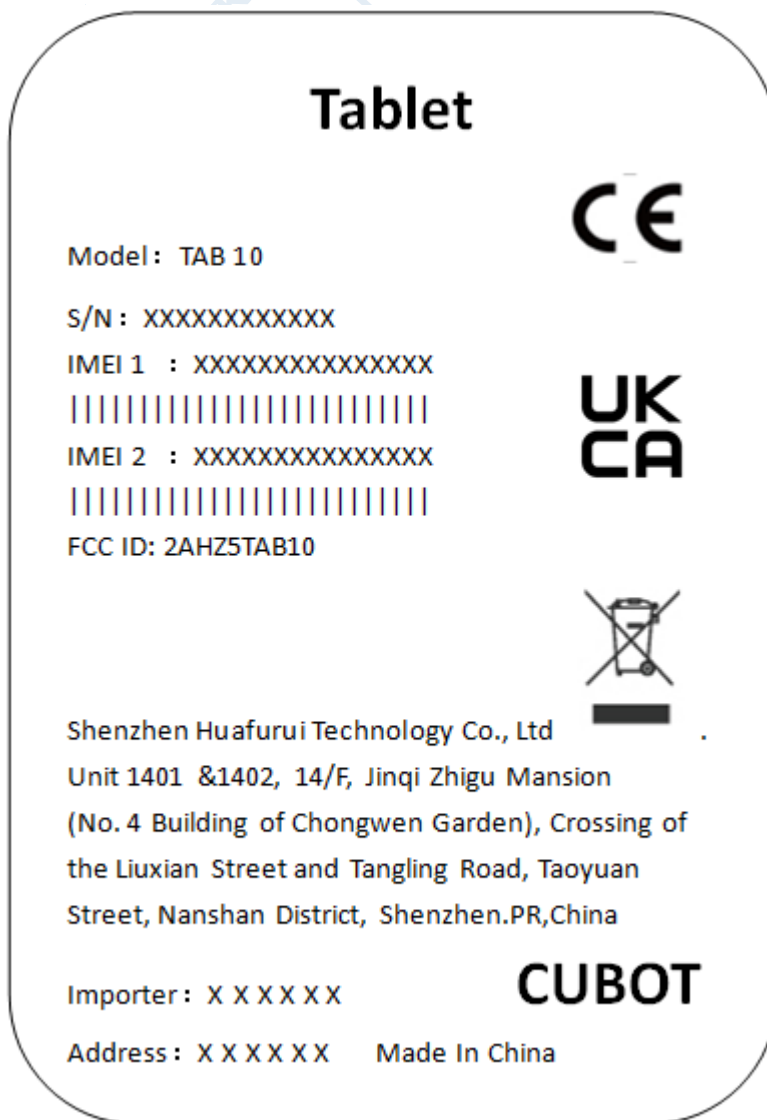 Tablet
CE
Model： TAB 10
S/N： XXXXXXXXXXXX
IMEI 1 ：XXXXXXXXXXXXXXX
IMEI 2 ：XXXXXXXXXXXXXXX
UK
CA
FCC ID: 2AHZ5TAB10
Shenzhen Huafurui Technology Co., Ltd .
Unit 1401 &1402, 14/F, Jinqi Zhigu Mansion
(No. 4 Building of Chongwen Garden), Crossing of
the Liuxian Street and Tangling Road, Taoyuan
Street, Nanshan District, Shenzhen.PR,China
Importer：X X X X X X
CUBOT
Address：X X X X X X Made In China